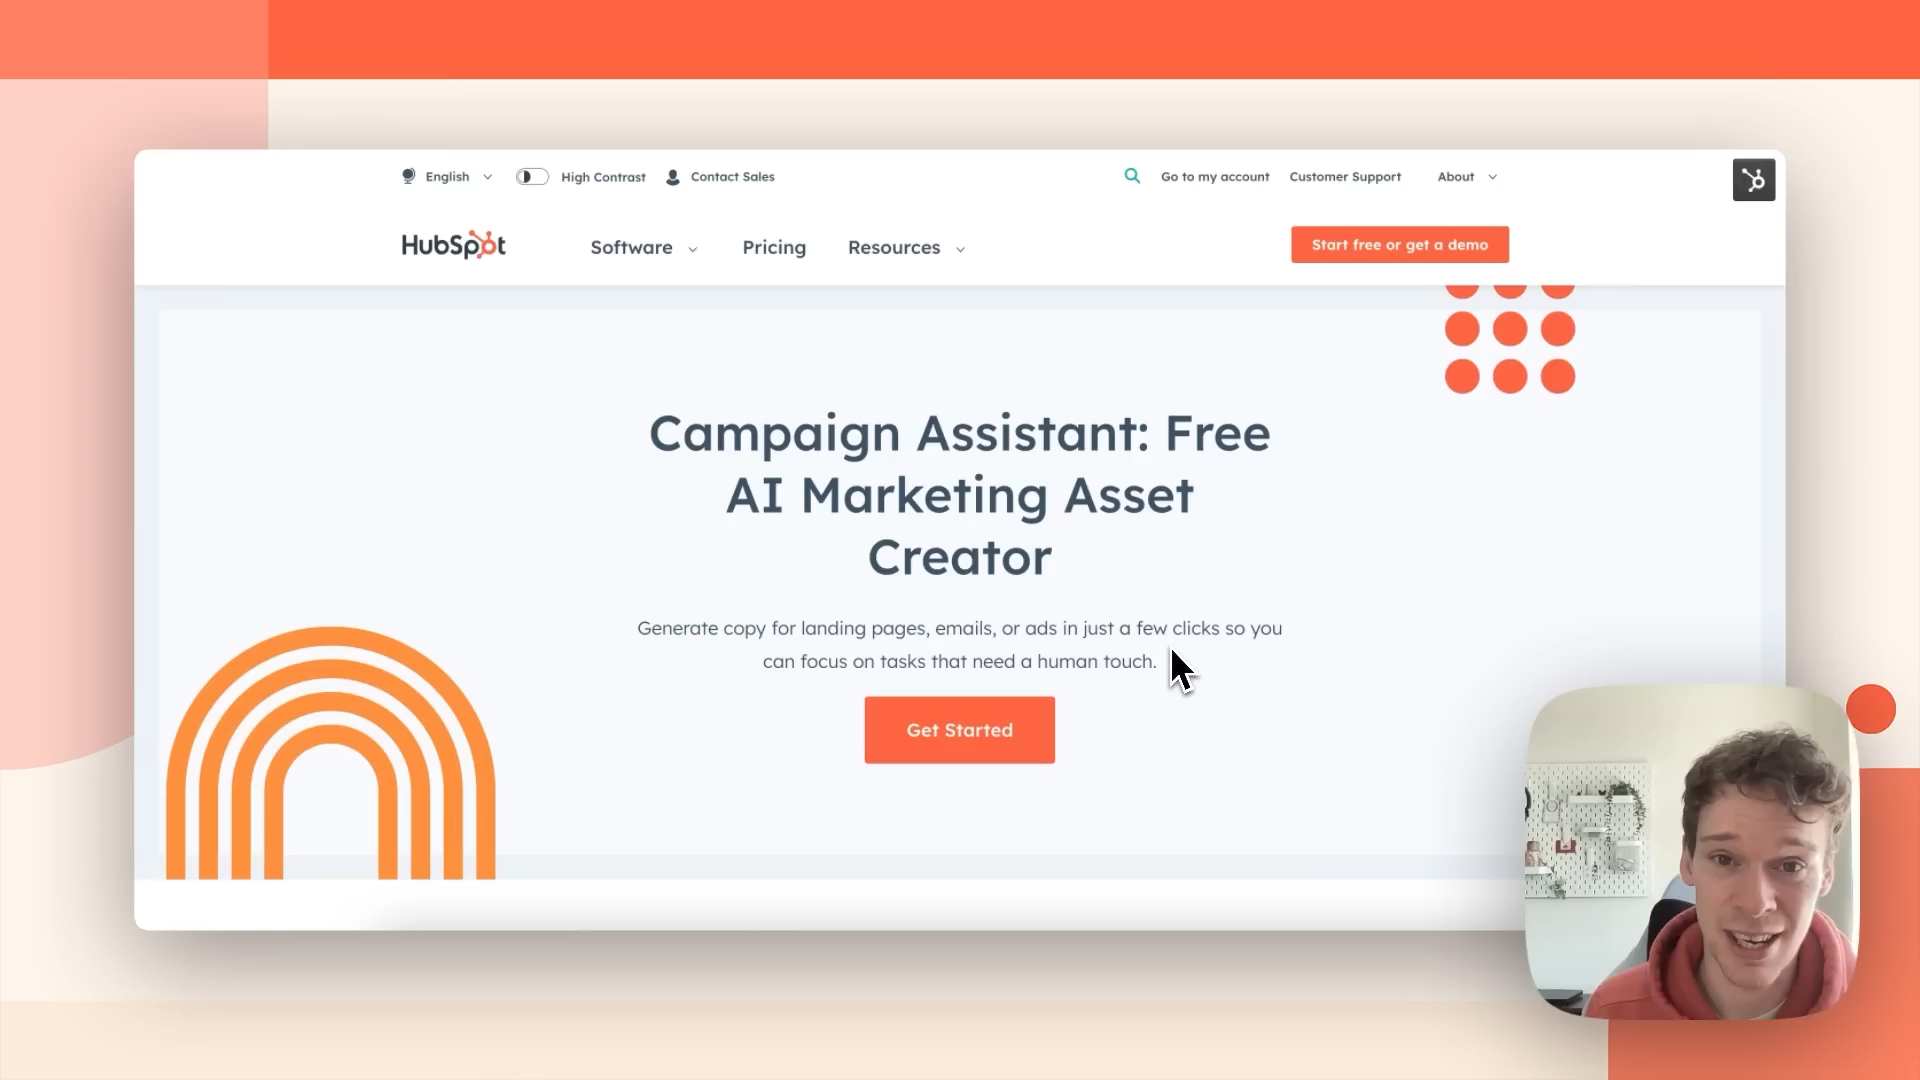 English
High Contrast
Contact Sales
Go to my account
Customer Support
About
HubSpot
Software
Pricing
Resources
Start free or get a demo
Campaign Assistant: Free
AI Marketing Asset
Creator
Generate copy for landing pages, emails, or ads in just a few clicks so you
can focus on tasks that need a human touch.
Get Started